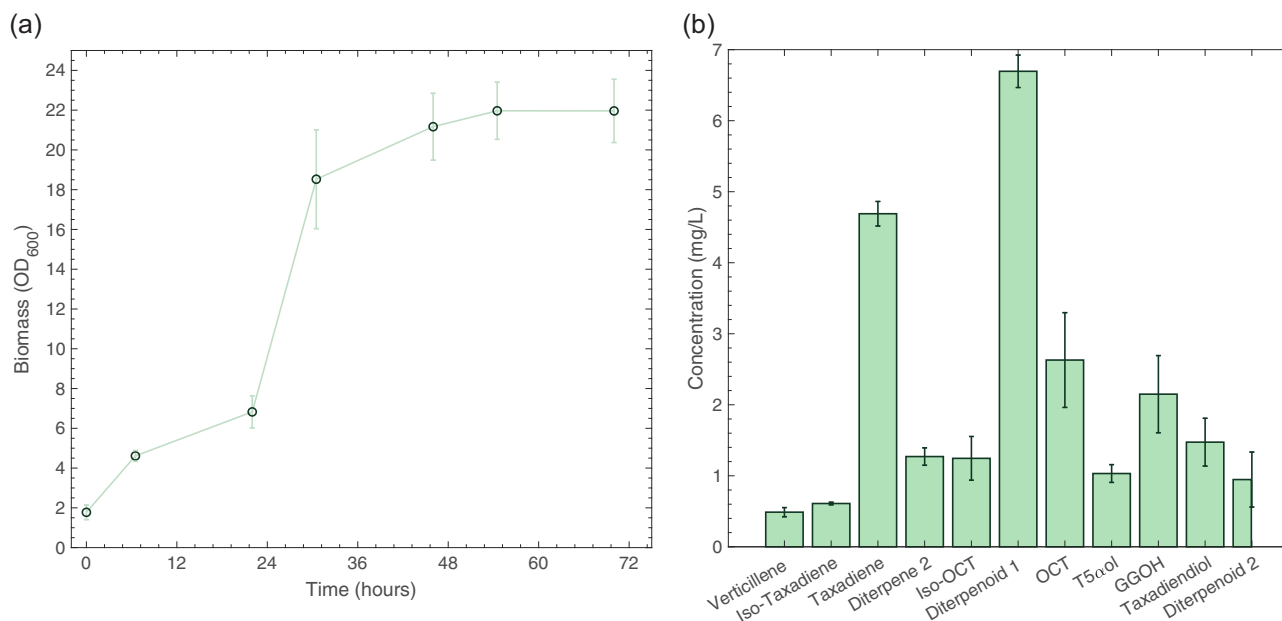 (a)
24
22
20
18
16
14
12
10
8
6
4
2
0
Biomass (OD600)
0 12 24 36 48 60 72
Time (hours)
(b)
7
6
5
4
3
2
1
0
Concentration (mg/L)
Verticillene
Iso-Taxadiene
Taxadiene
Diterpene 2
Iso-OCT
Diterpenoid 1
OCT
T5αol
GGOH
Taxadiendiol
Diterpenoid 2